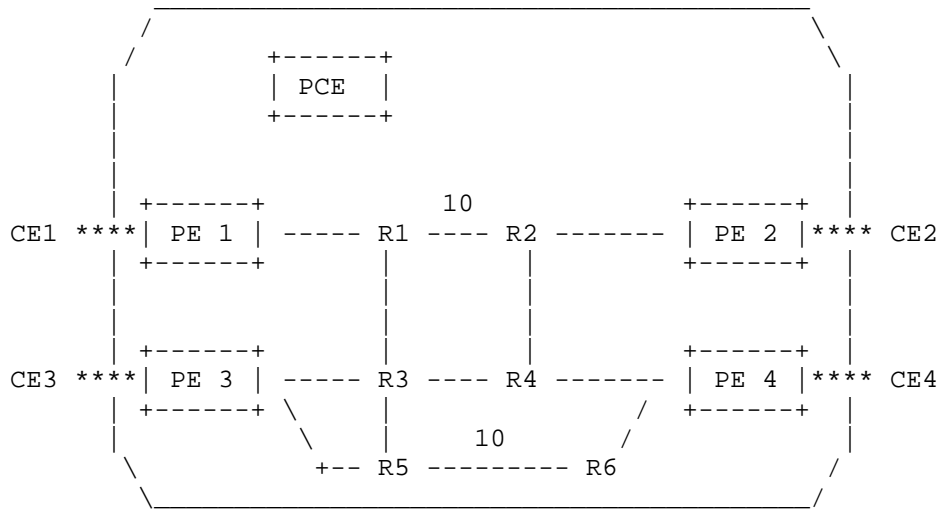 PCE
10
CE1 **** PE 1 ----- R1 ---- R2 ------- PE 2 **** CE2
CE3 **** PE 3 ----- R3 ---- R4 ------- PE 4 **** CE4
10
+-- R5 --------- R6